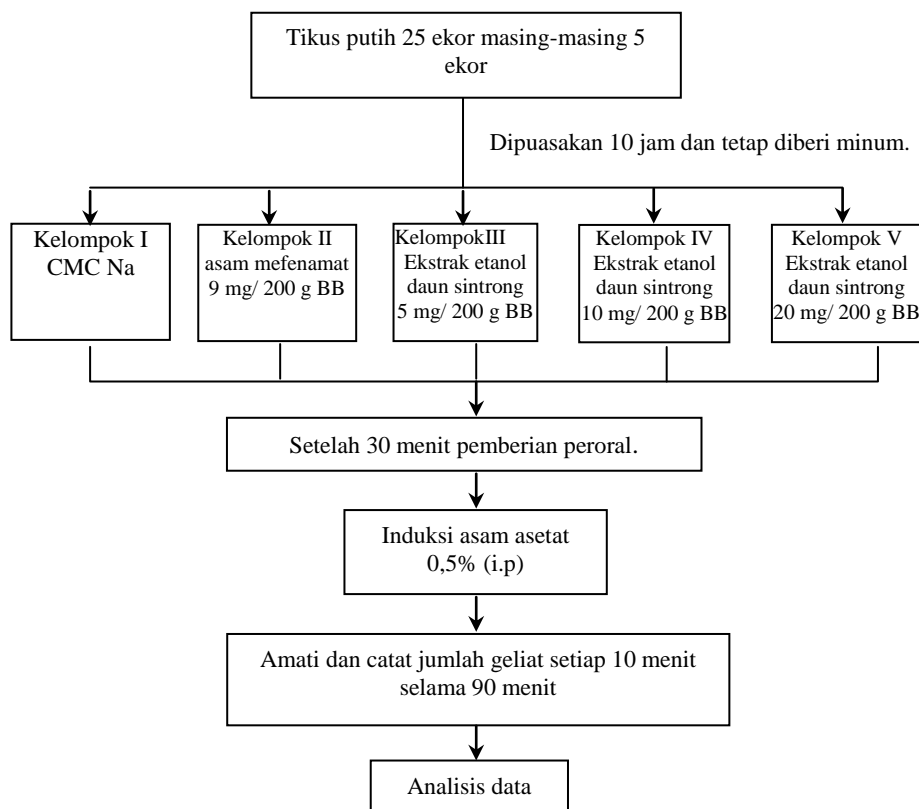 Tikus putih 25 ekor masing-masing 5
ekor
Dipuasakan 10 jam dan tetap diberi minum.
Kelompok I
CMC Na
Kelompok II
asam mefenamat
9 mg/ 200 g BB
KelompokIII
Ekstrak etanol
daun sintrong
5 mg/ 200 g BB
Kelompok IV
Ekstrak etanol
daun sintrong
10 mg/ 200 g BB
Kelompok V
Ekstrak etanol
daun sintrong
20 mg/ 200 g BB
Setelah 30 menit pemberian peroral.
Induksi asam asetat
0,5% (i.p)
Amati dan catat jumlah geliat setiap 10 menit
selama 90 menit
Analisis data